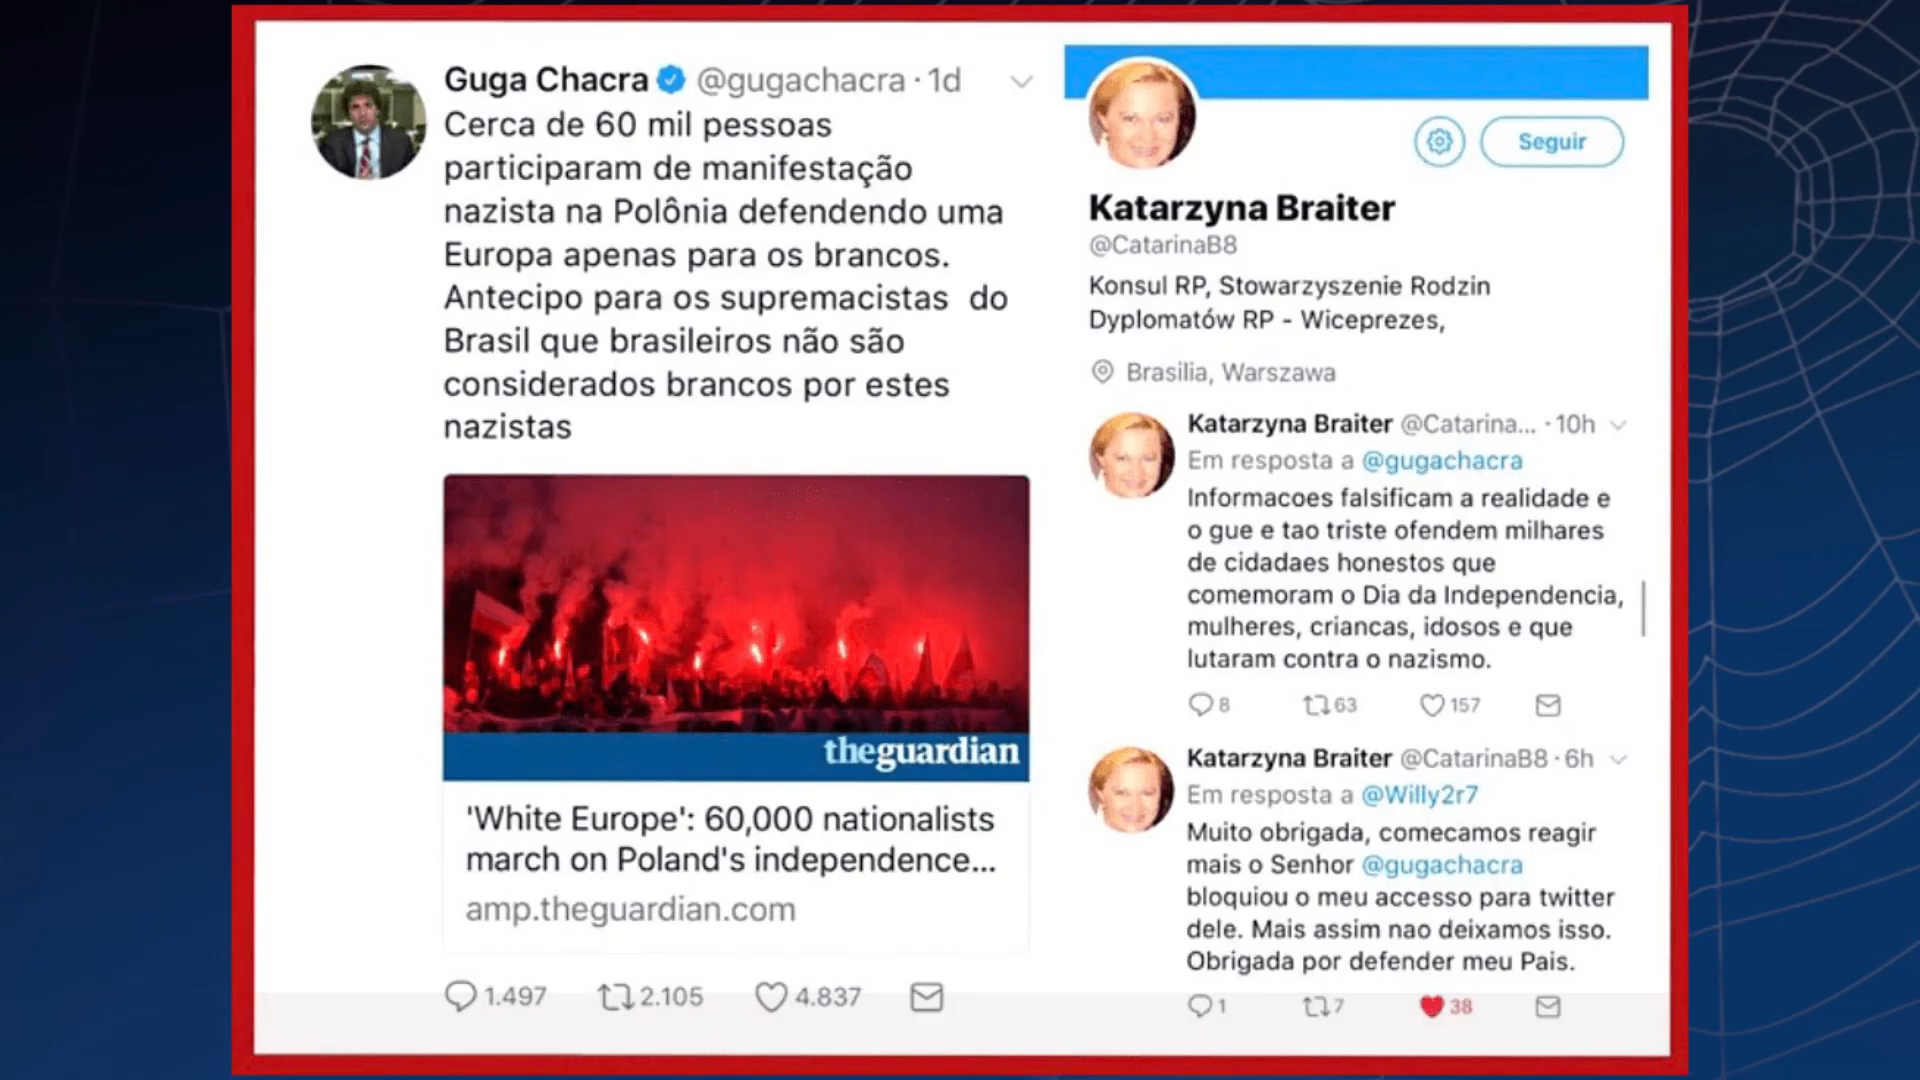 Guga Chacra @gugachacra · 1d
Cerca de 60 mil pessoas
participaram de manifestação
nazista na Polônia defendendo uma
Europa apenas para os brancos.
Antecipo para os supremacistas do
Brasil que brasileiros não são
considerados brancos por estes
nazistas
theguardian
'White Europe': 60,000 nationalists
march on Poland's independence...
amp.theguardian.com
1.497 2.105 4.837
Seguir
Katarzyna Braiter
@CatarinaB8
Konsul RP, Stowarzyszenie Rodzin
Dyplomatów RP - Wiceprezes,
Brasilia, Warszawa
Katarzyna Braiter @Catarina... · 10h
Em resposta a @gugachacra
Informacoes falsificam a realidade e
o gue e tao triste ofendem milhares
de cidadaes honestos que
comemoram o Dia da Independencia,
mulheres, criancas, idosos e que
lutaram contra o nazismo.
8 63 157
Katarzyna Braiter @CatarinaB8 · 6h
Em resposta a @Willy2r7
Muito obrigada, comecamos reagir
mais o Senhor @gugachacra
bloquiou o meu accesso para twitter
dele. Mais assim nao deixamos isso.
Obrigada por defender meu Pais.
1 7 38